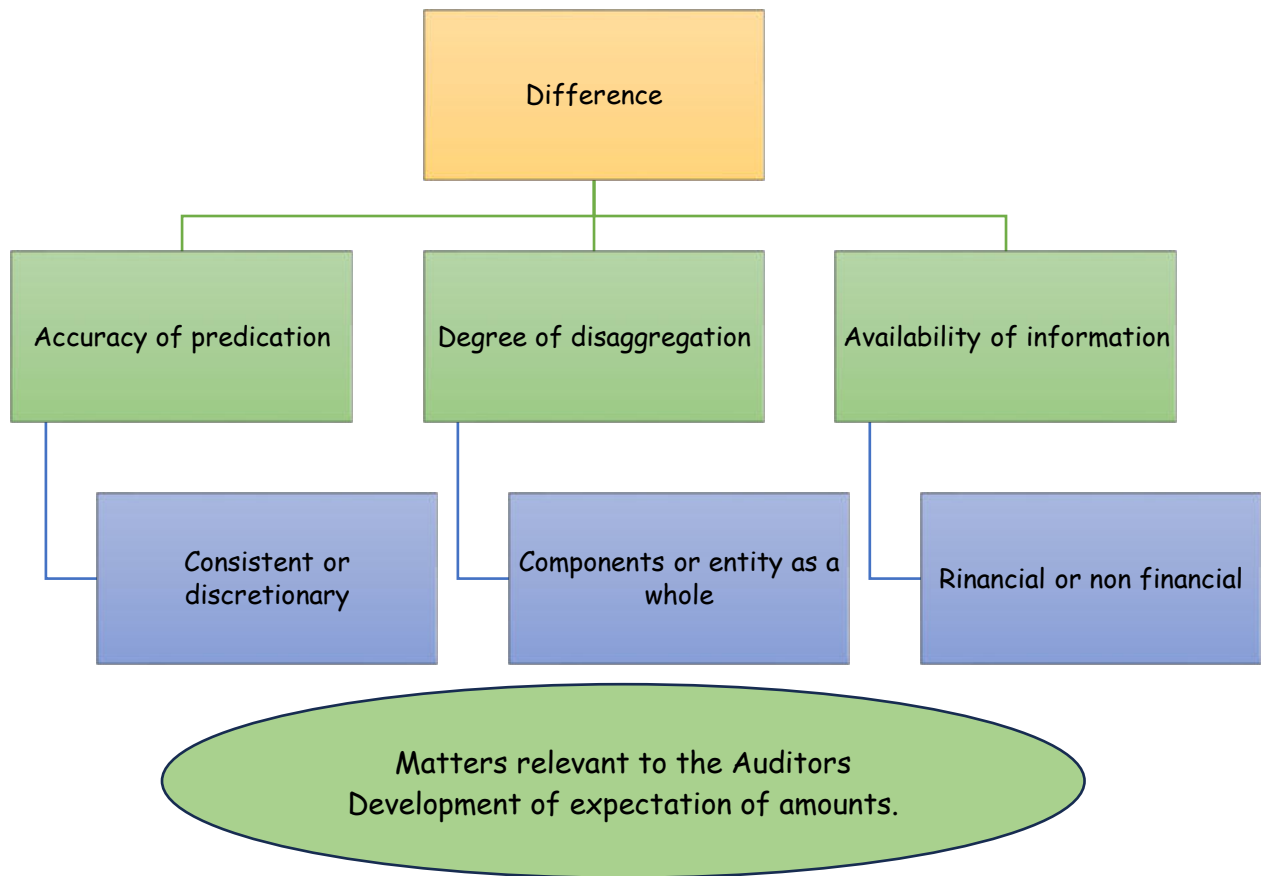 Difference
Accuracy of predication
Degree of disaggregation
Availability of information
Consistent or
discretionary
Components or entity as a
whole
Rinancial or non financial
Matters relevant to the Auditors
Development of expectation of amounts.